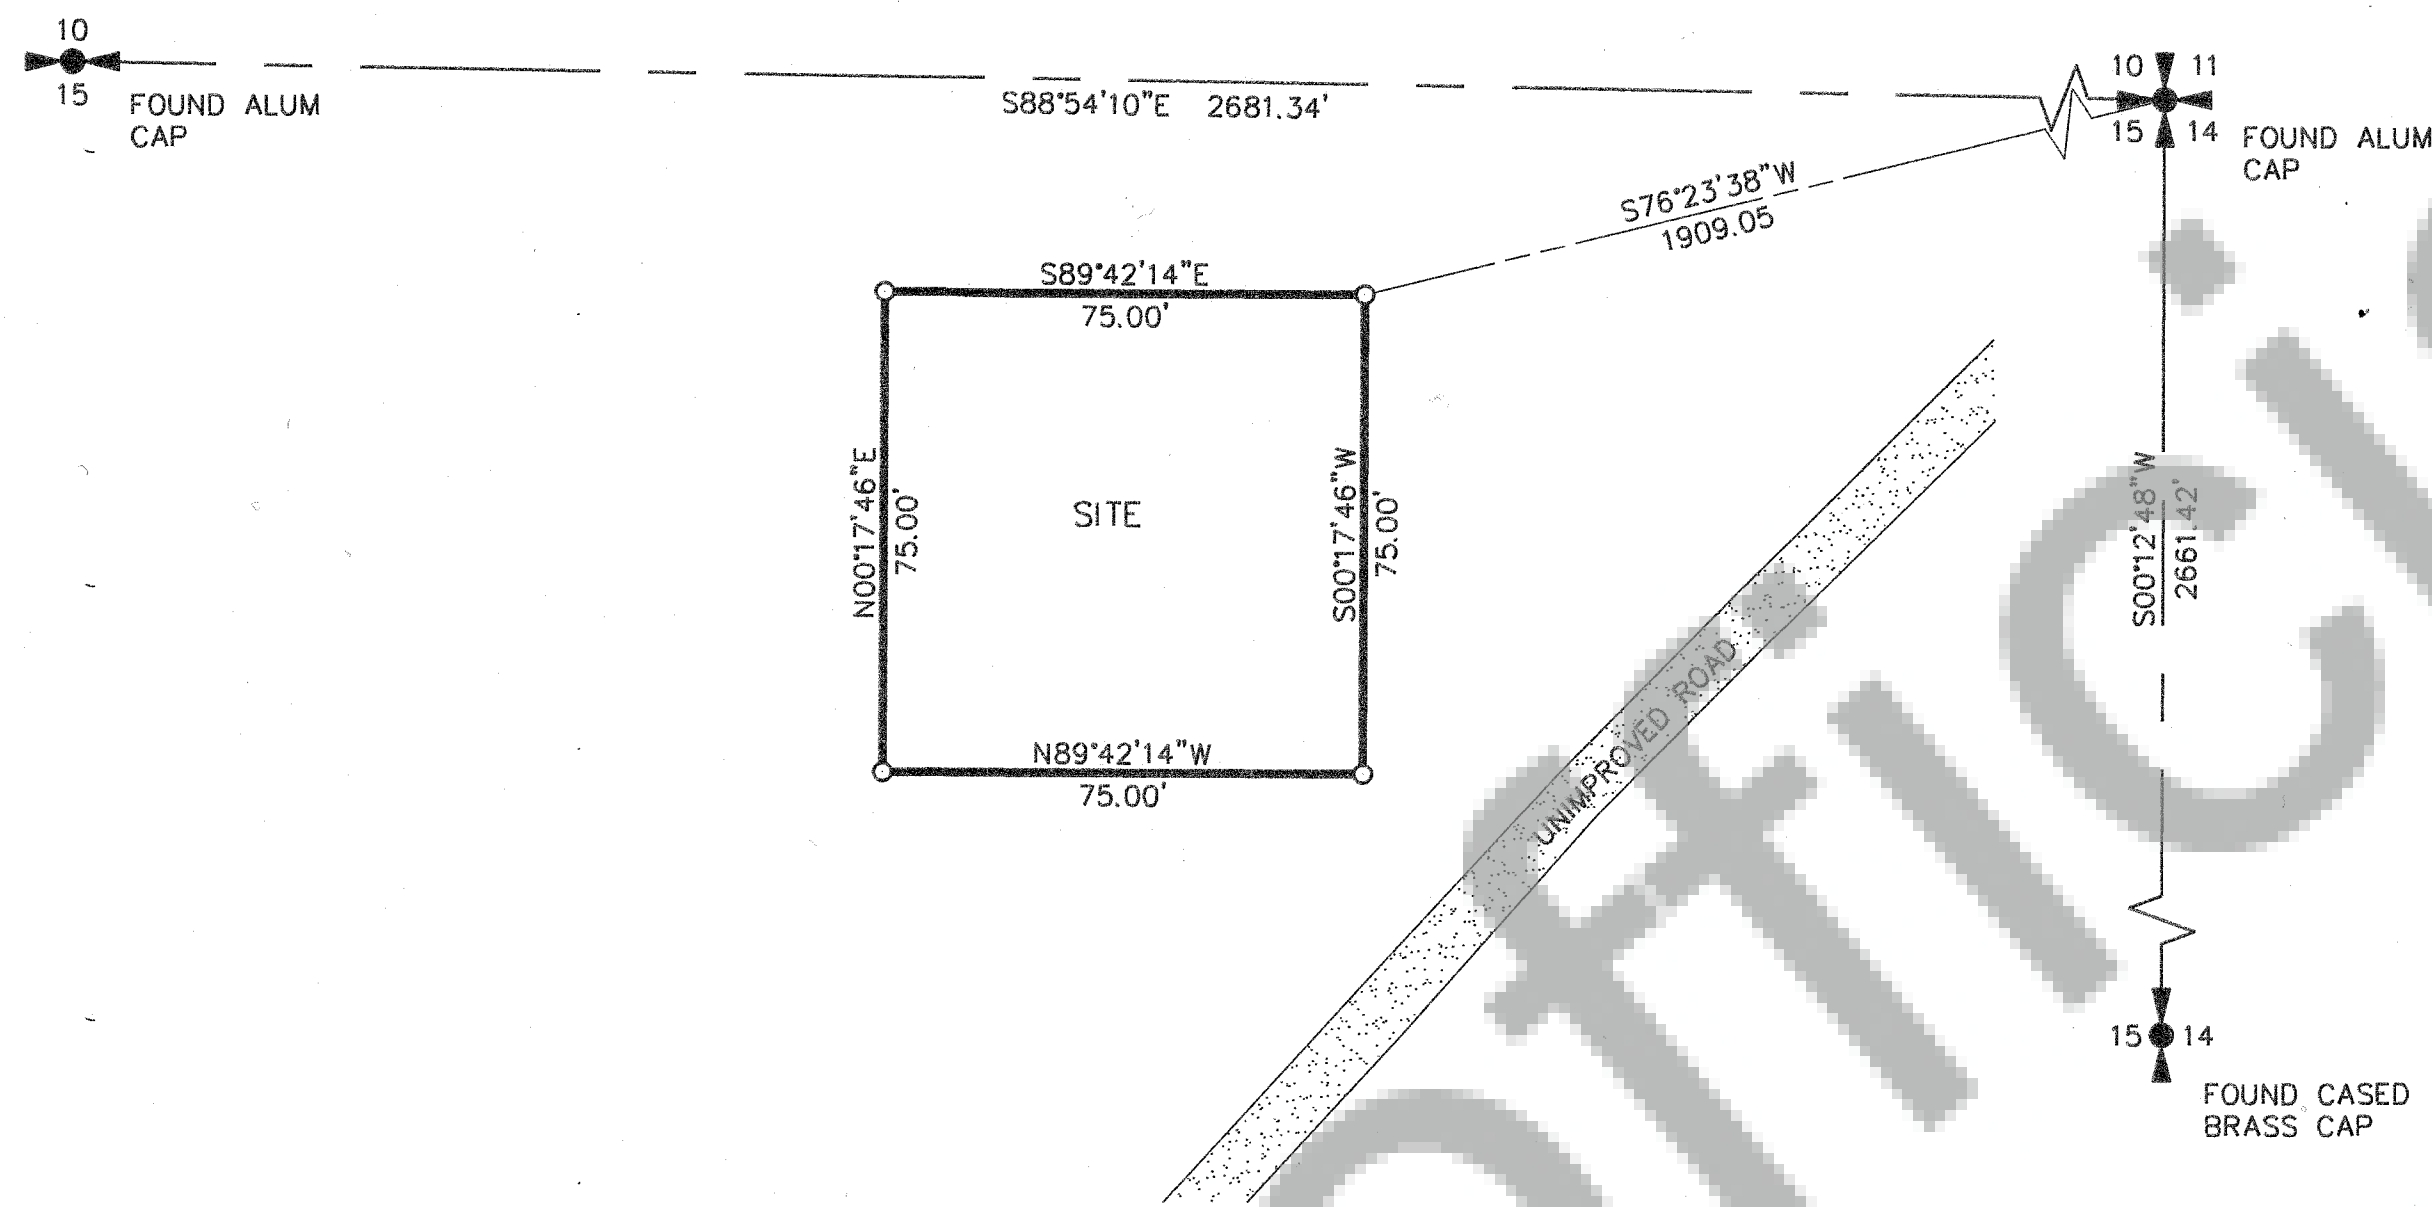 10
15
FOUND ALUM
CAP
S88°54'10"E 2681.34'
10 11
15 14
FOUND ALUM
CAP
S76°23'38"W
1909.05
S89°42'14"E
75.00'
N00°17'46"E
75.00'
SITE
S00°17'46"W
75.00'
N89°42'14"W
75.00'
UNIMPROVED ROAD
S00°12'48"W
2661.42'
15 14
FOUND CASED
BRASS CAP